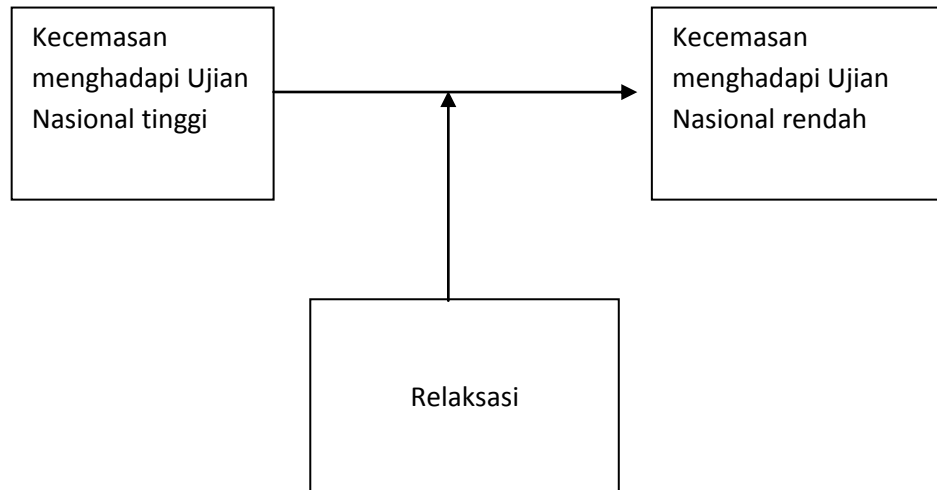 Kecemasan
menghadapi Ujian
Nasional tinggi
Kecemasan
menghadapi Ujian
Nasional rendah
Relaksasi